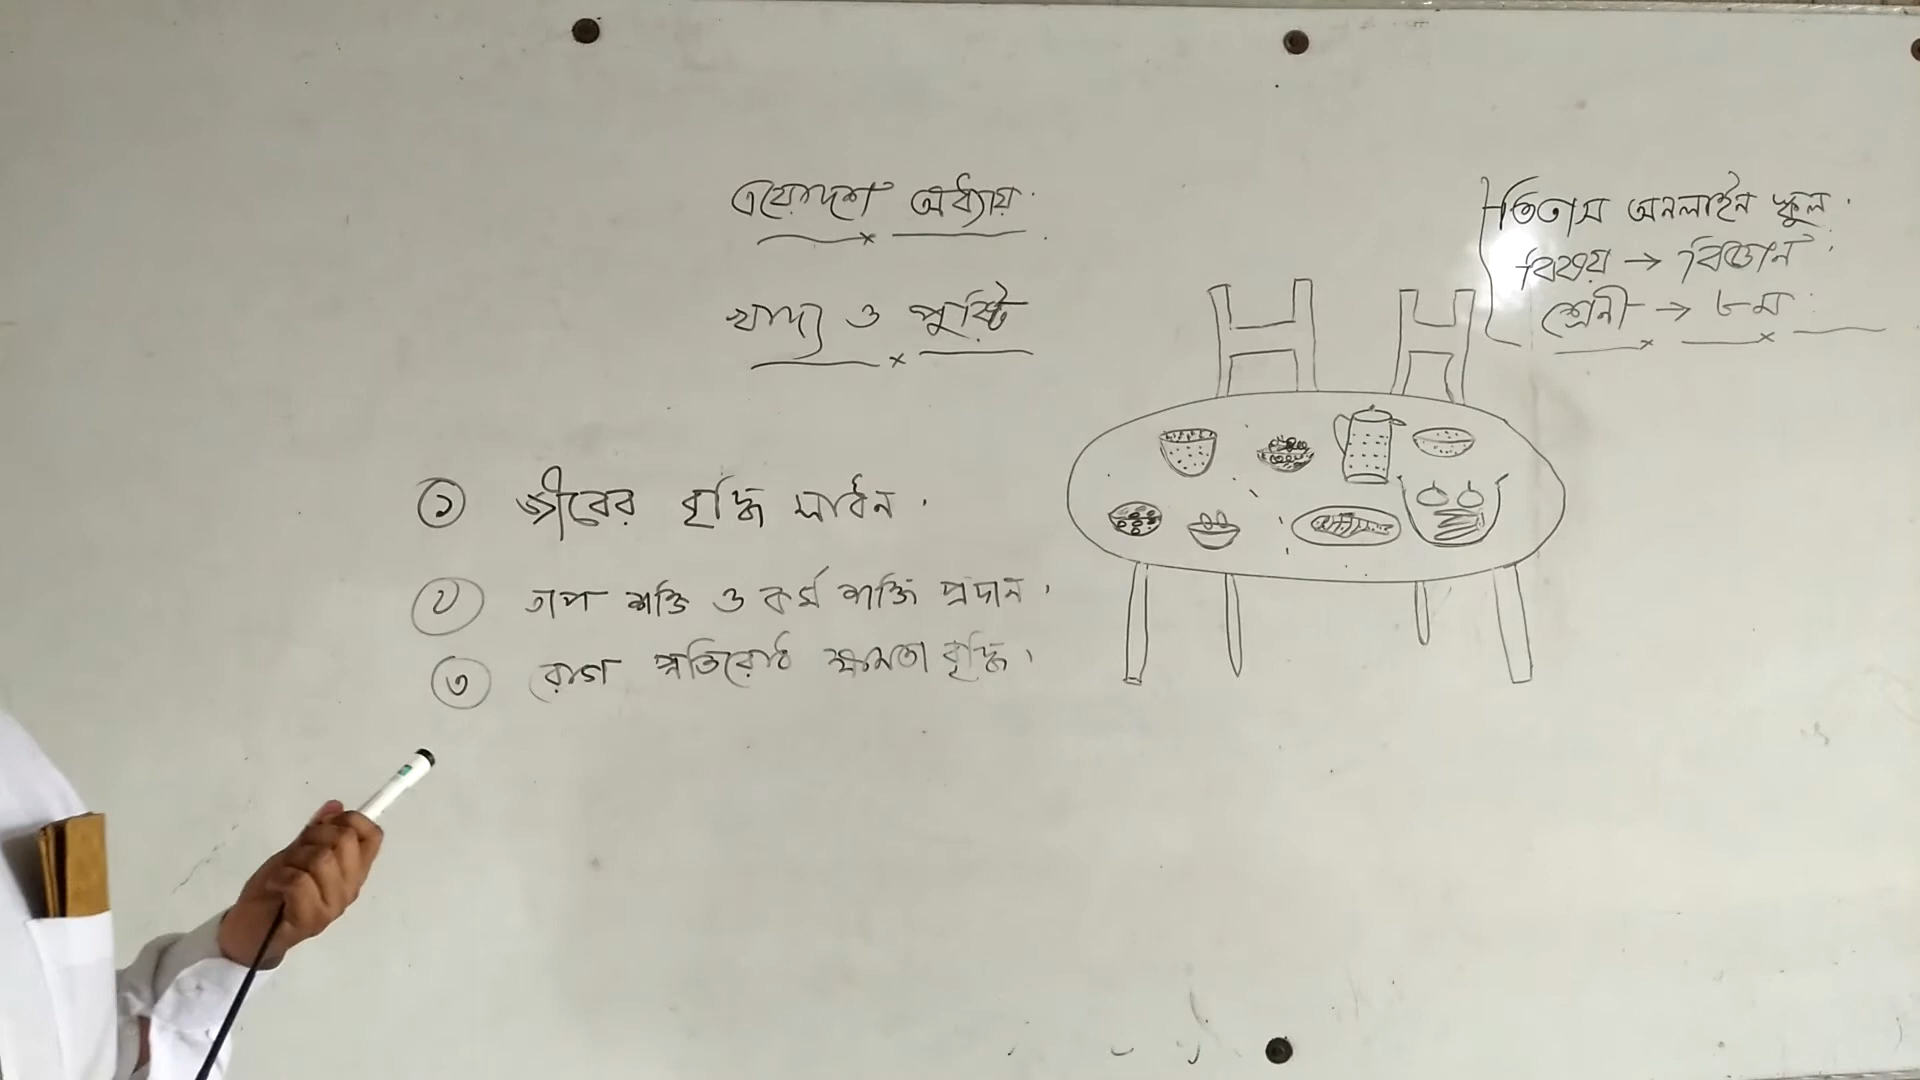 ত্রয়োদশ অধ্যায়
খাদ্য ও পুষ্টি
তিতাস অনলাইন স্কুল
বিষয় → বিজ্ঞান
শ্রেনী → ৮ম
১ জীবের বৃদ্ধি সাধন।
২ তাপ শক্তি ও কর্ম শক্তি প্রদান।
৩ রোগ প্রতিরোধ ক্ষমতা বৃদ্ধি।